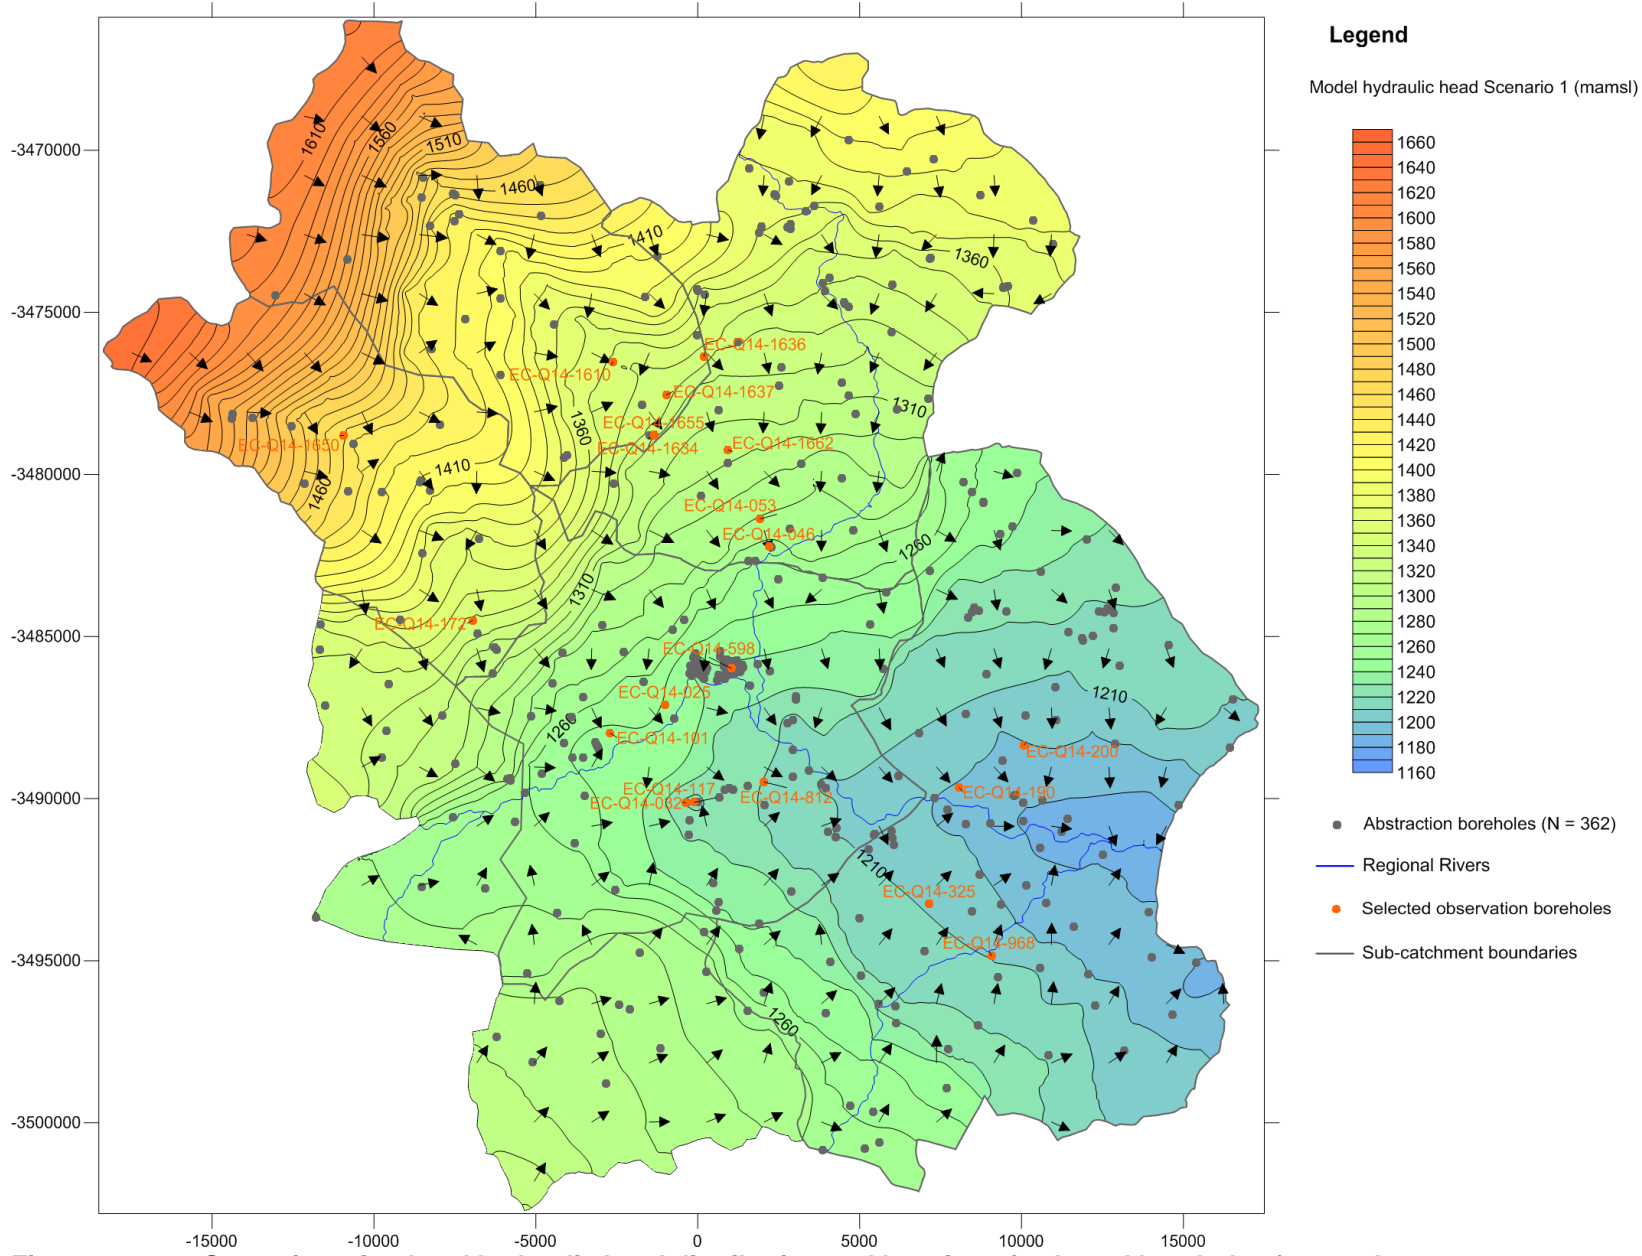 Legend
Model hydraulic head Scenario 1 (mamsl)
1660
1640
1620
1600
1580
1560
1540
1520
1500
1480
1460
1440
1420
1400
1380
1360
1340
1320
1300
1280
1260
1240
1220
1200
1180
1160
Abstraction boreholes (N = 362)
Regional Rivers
Selected observation boreholes
Sub-catchment boundaries
-3470000
-3475000
-3480000
-3485000
-3490000
-3495000
-3500000
-15000
-10000
-5000
0
5000
10000
15000
1610
1560
1510
1460
1410
1360
1310
1360
1410
1460
1260
1310
1210
1260
1210
1260
EC-Q14-1636
EC-Q14-1610
EC-Q14-1637
EC-Q14-1655
EC-Q14-1634
EC-Q14-1662
EC-Q14-1650
EC-Q14-053
EC-Q14-046
EC-Q14-172
EC-Q14-598
EC-Q14-025
EC-Q14-101
EC-Q14-200
EC-Q14-117
EC-Q14-032
EC-Q14-812
EC-Q14-190
EC-Q14-325
EC-Q14-968